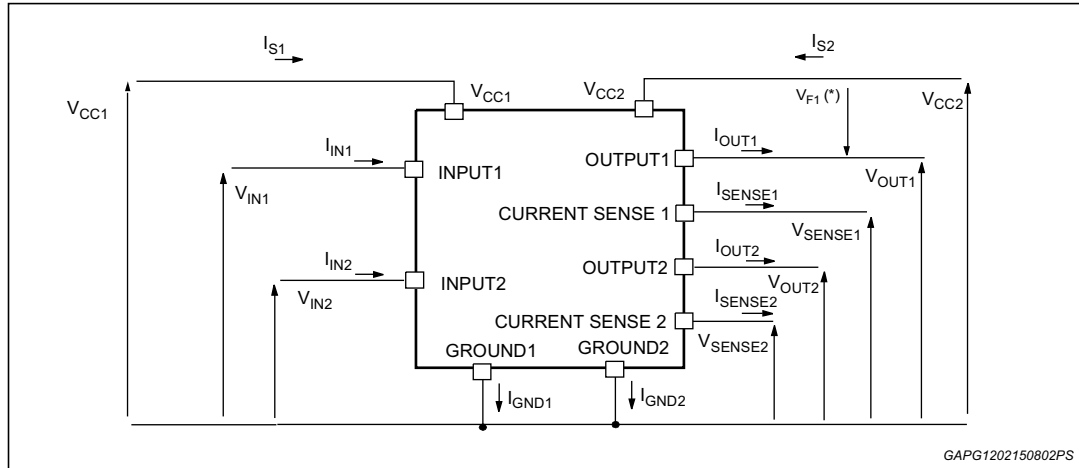 I_S1
I_S2
V_CC1
V_CC2
V_F1 (*)
V_CC1
V_CC2
I_IN1
OUTPUT1
I_OUT1
INPUT1
V_IN1
V_OUT1
CURRENT SENSE 1
I_SENSE1
V_SENSE1
I_IN2
OUTPUT2
I_OUT2
INPUT2
V_IN2
V_OUT2
I_SENSE2
CURRENT SENSE 2
V_SENSE2
GROUND1
GROUND2
I_GND1
I_GND2
GAPG1202150802PS